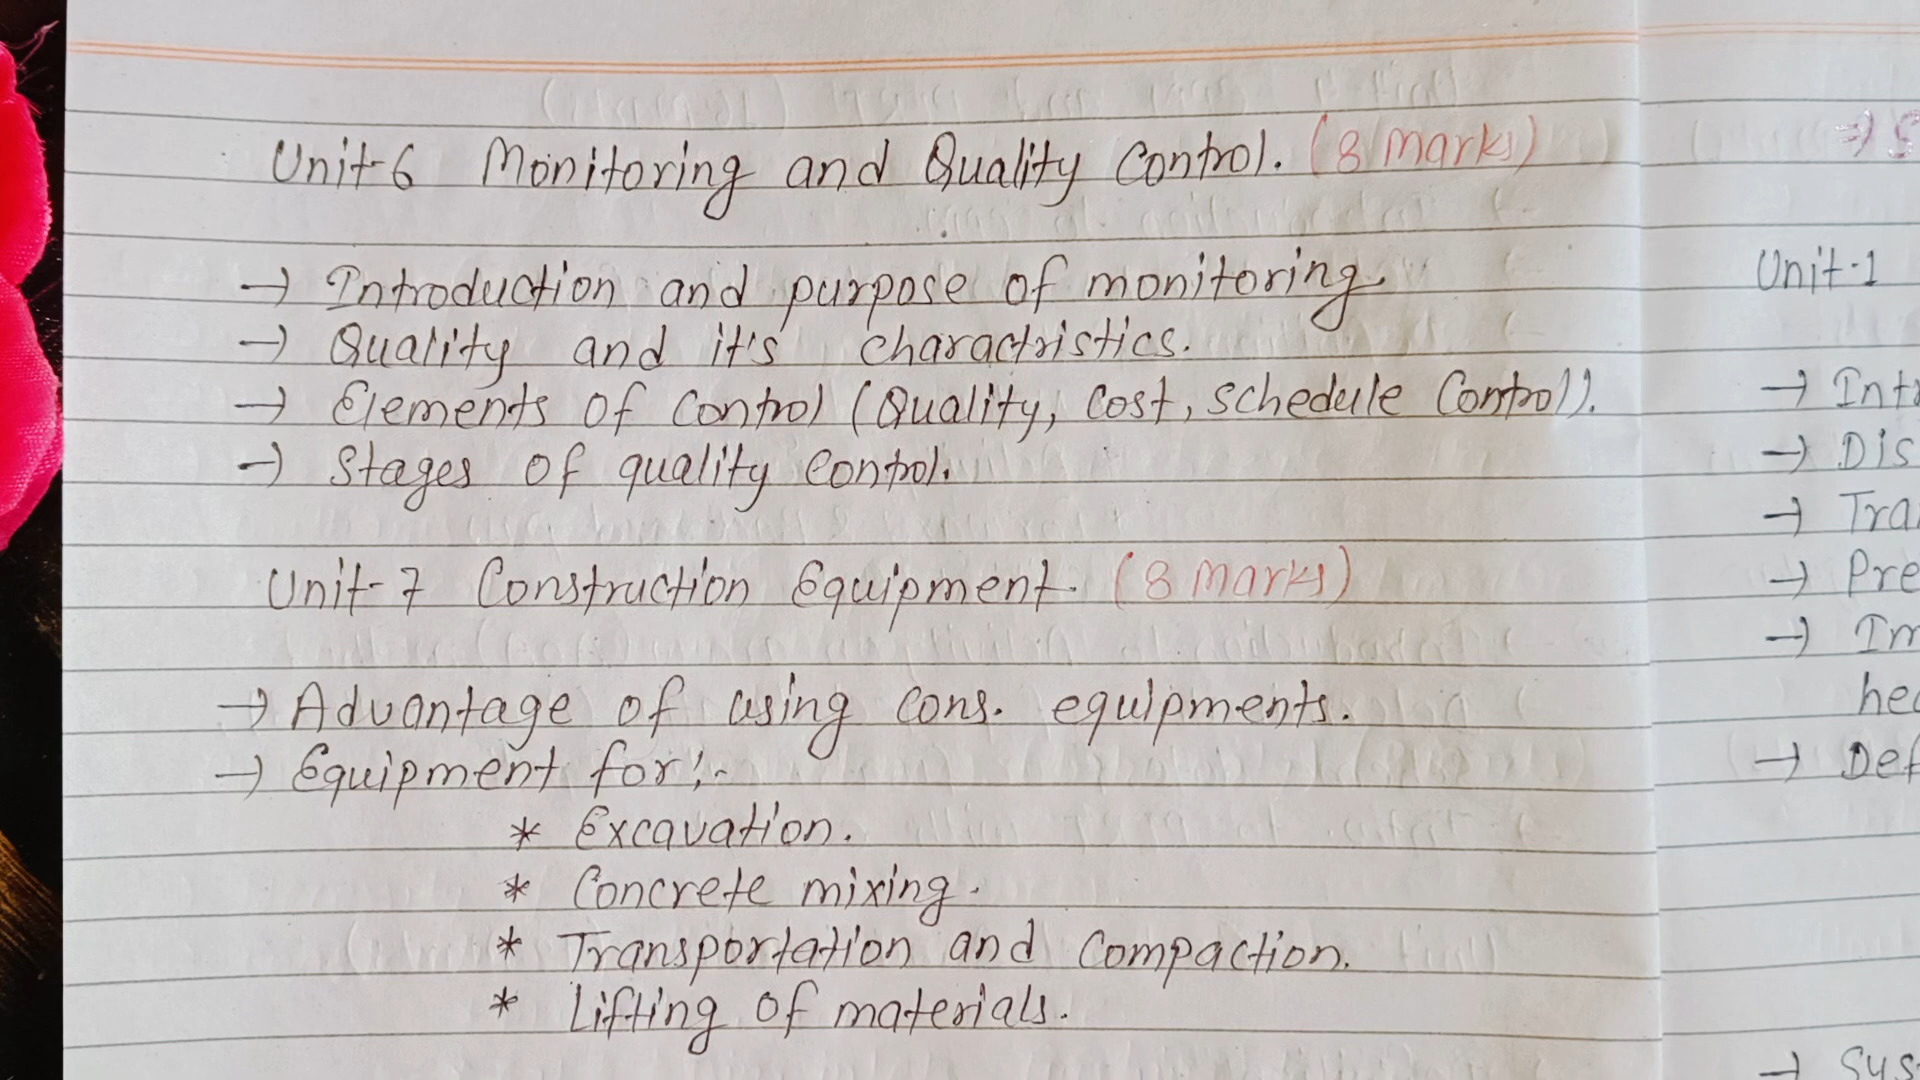 Unit-6 Monitoring and Quality Control. (8 marks)
→ Introduction and purpose of monitoring.
→ Quality and it's charactristics.
→ Elements of Control (Quality, Cost, Schedule Control).
→ Stages of quality Control.
Unit-7 Construction Equipment. (8 marks)
→ Advantage of using cons. equipments.
→ Equipment for:-
* Excavation.
* Concrete mixing.
* Transportation and Compaction.
* Lifting of materials.
Unit-1